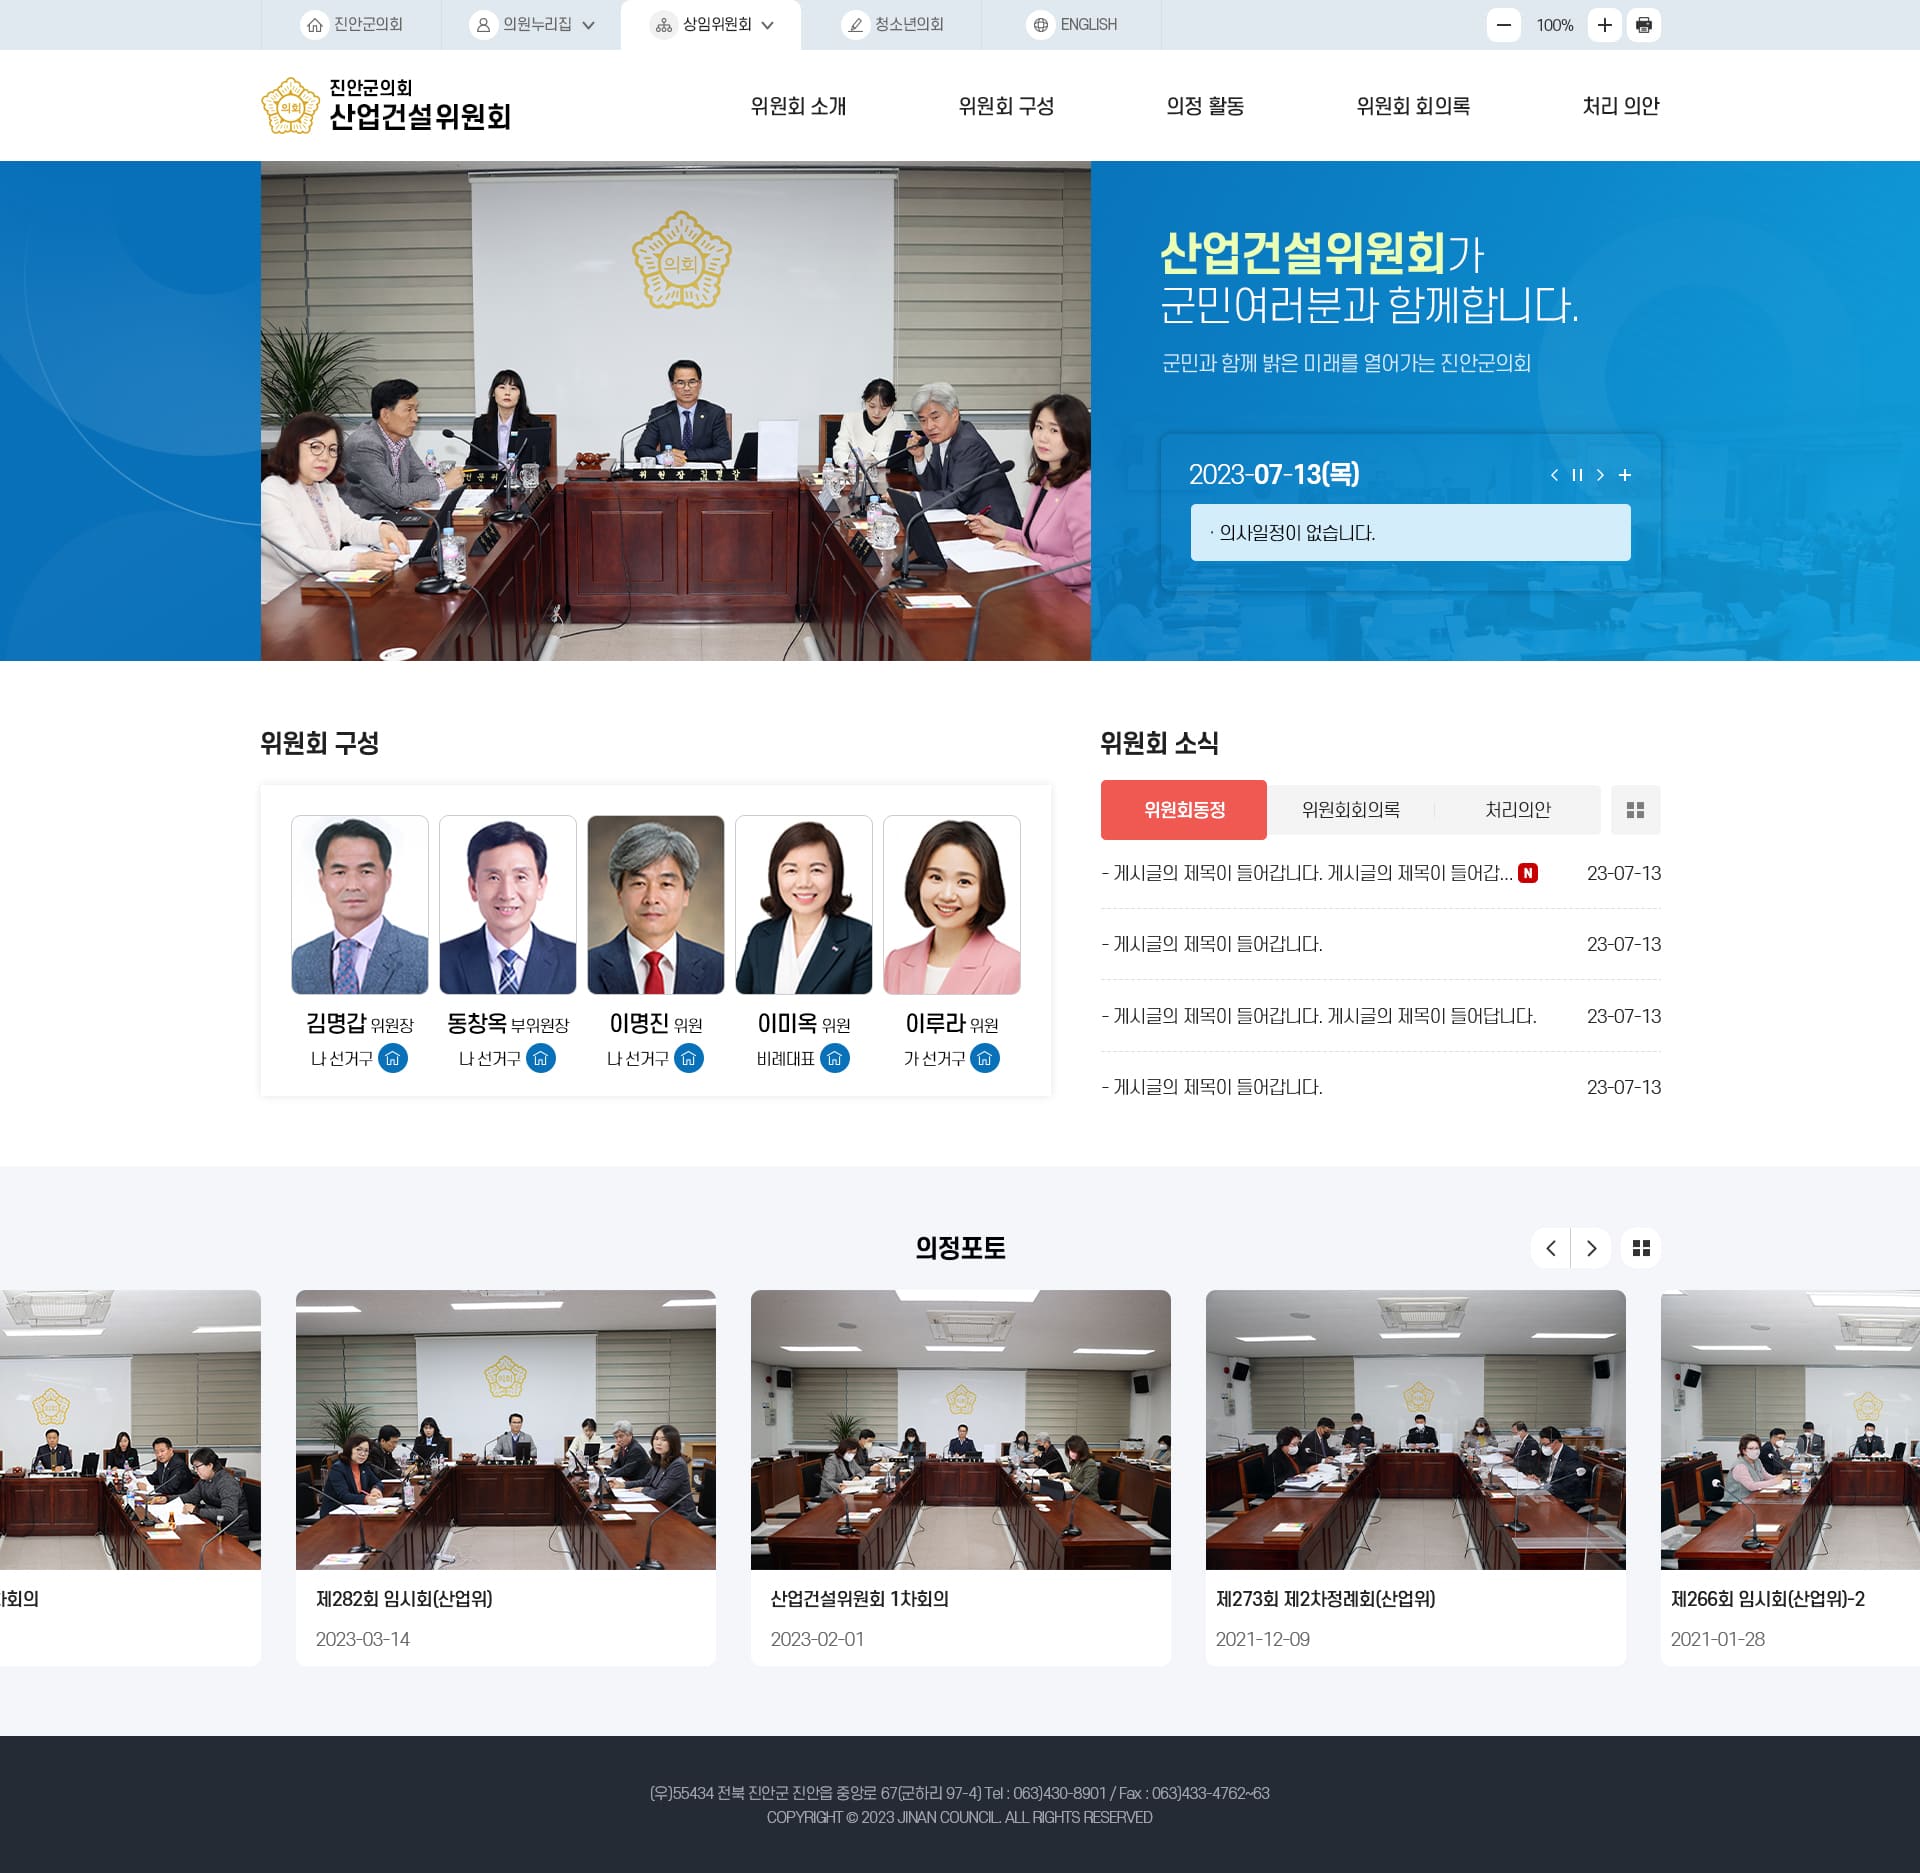 진안군의회
의원누리집
상임위원회
청소년의회
ENGLISH
100%
의회
진안군의회
산업건설위원회
위원회 소개
위원회 구성
의정 활동
위원회 회의록
처리 의안
의회
산업건설위원회가
군민여러분과 함께합니다.
군민과 함께 밝은 미래를 열어가는 진안군의회
2023-07-13(목)
· 의사일정이 없습니다.
위원장 김명갑
위원회 구성
김명갑 위원장
나 선거구
동창옥 부위원장
나 선거구
이명진 위원
나 선거구
이미옥 위원
비례대표
이루라 위원
가 선거구
위원회 소식
위원회동정
위원회회의록
처리의안
- 게시글의 제목이 들어갑니다. 게시글의 제목이 들어갑... N
23-07-13
- 게시글의 제목이 들어갑니다.
23-07-13
- 게시글의 제목이 들어갑니다. 게시글의 제목이 들어답니다.
23-07-13
- 게시글의 제목이 들어갑니다.
23-07-13
의정포토
차회의
제282회 임시회(산업위)
2023-03-14
산업건설위원회 1차회의
2023-02-01
제273회 제2차정례회(산업위)
2021-12-09
제266회 임시회(산업위)-2
2021-01-28
(우)55434 전북 진안군 진안읍 중앙로 67(군하리 97-4) Tel : 063)430-8901 / Fax : 063)433-4762~63
COPYRIGHT © 2023 JINAN COUNCIL. ALL RIGHTS RESERVED